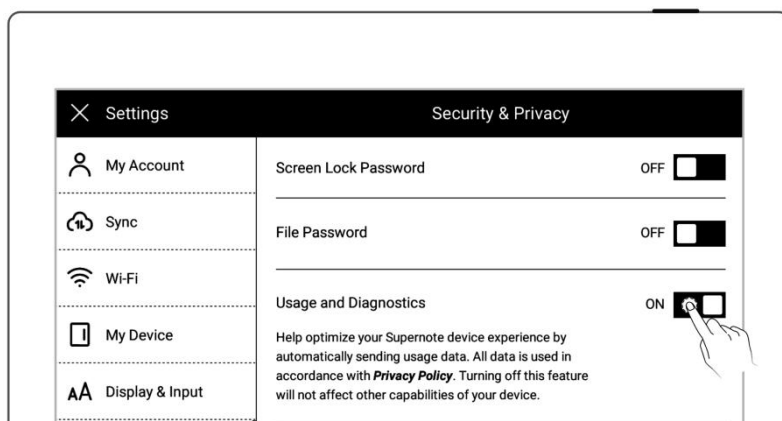 Settings
Security & Privacy
My Account
Sync
Wi-Fi
My Device
Display & Input
Screen Lock Password
OFF
File Password
OFF
Usage and Diagnostics
ON
Help optimize your Supernote device experience by
automatically sending usage data. All data is used in
accordance with Privacy Policy. Turning off this feature
will not affect other capabilities of your device.
AA